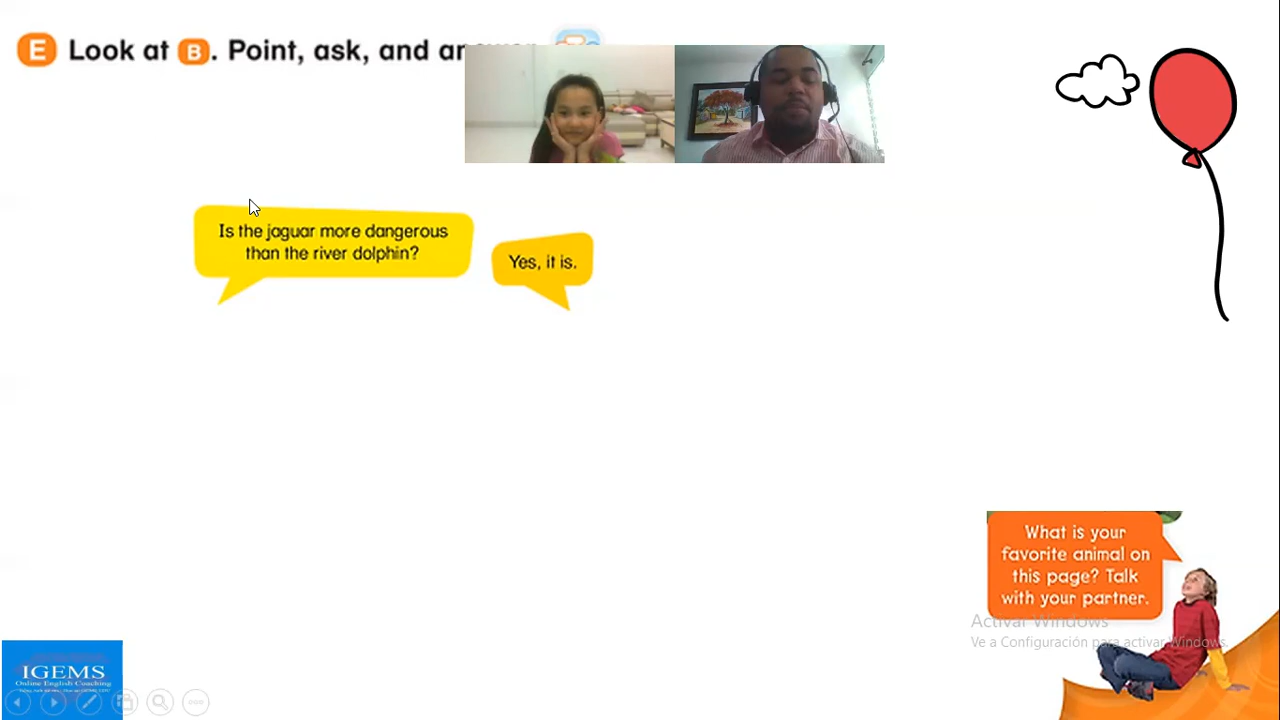 E Look at B. Point, ask, and
Is the jaguar more dangerous
than the river dolphin?
Yes, it is.
What is your
favorite animal on
this page? Talk
with your partner.
Activar Windows
Ve a Configuración para activar Windows.
IGEMS
Online English Coaching